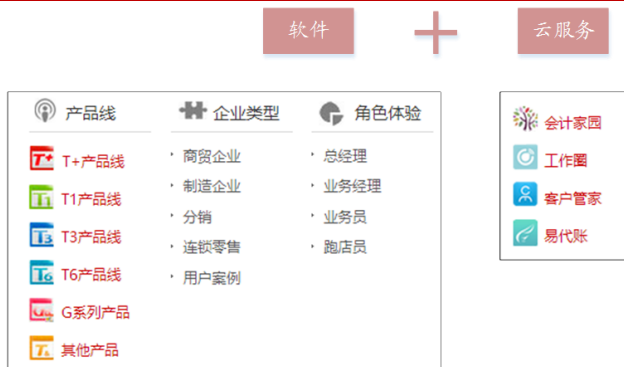 软件
云服务
产品线
T+产品线
T1产品线
T3产品线
T6产品线
G系列产品
其他产品
企业类型
商贸企业
制造企业
分销
连锁零售
用户案例
角色体验
总经理
业务经理
业务员
跑店员
会计家园
工作圈
客户管家
易代账